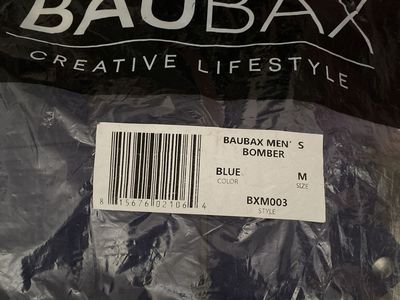 BAUBAX
CREATIVE LIFESTYLE
BAUBAX MEN' S
BOMBER
BLUE M
COLOR SIZE
BXM003
STYLE
8 15676 02106 4